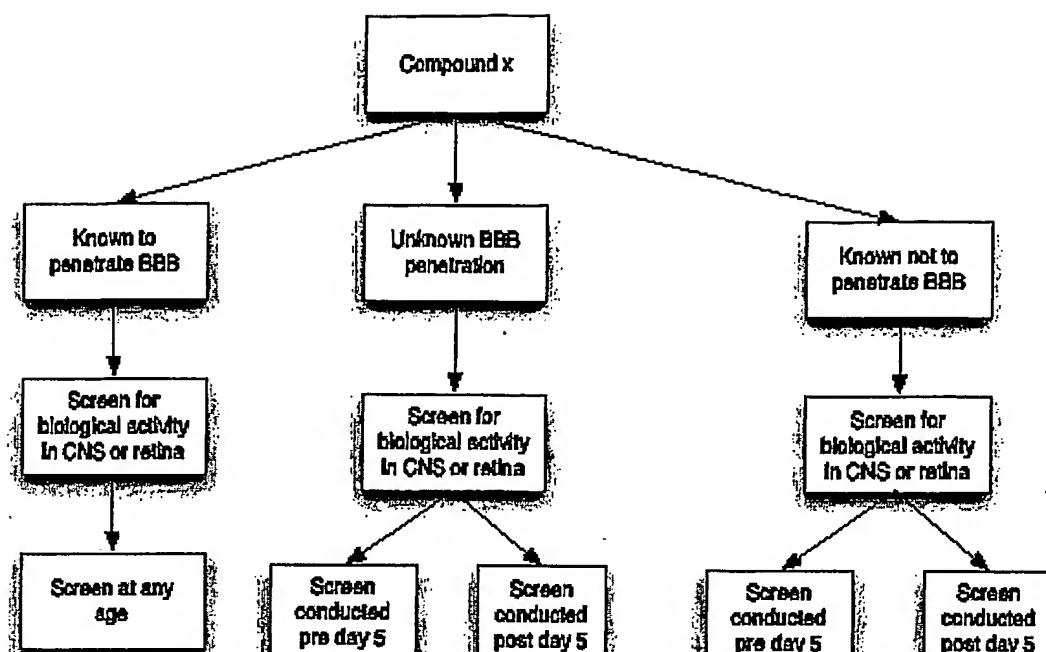 Compound x
Known to
penetrate BBB
Unknown BBB
penetration
Known not to
penetrate BBB
Screen for
biological activity
in CNS or retina
Screen for
biological activity
in CNS or retina
Screen for
biological activity
in CNS or retina
Screen at any
age
Screen
conducted
pre day 5
Screen
conducted
post day 5
Screen
conducted
pre day 5
Screen
conducted
post day 5